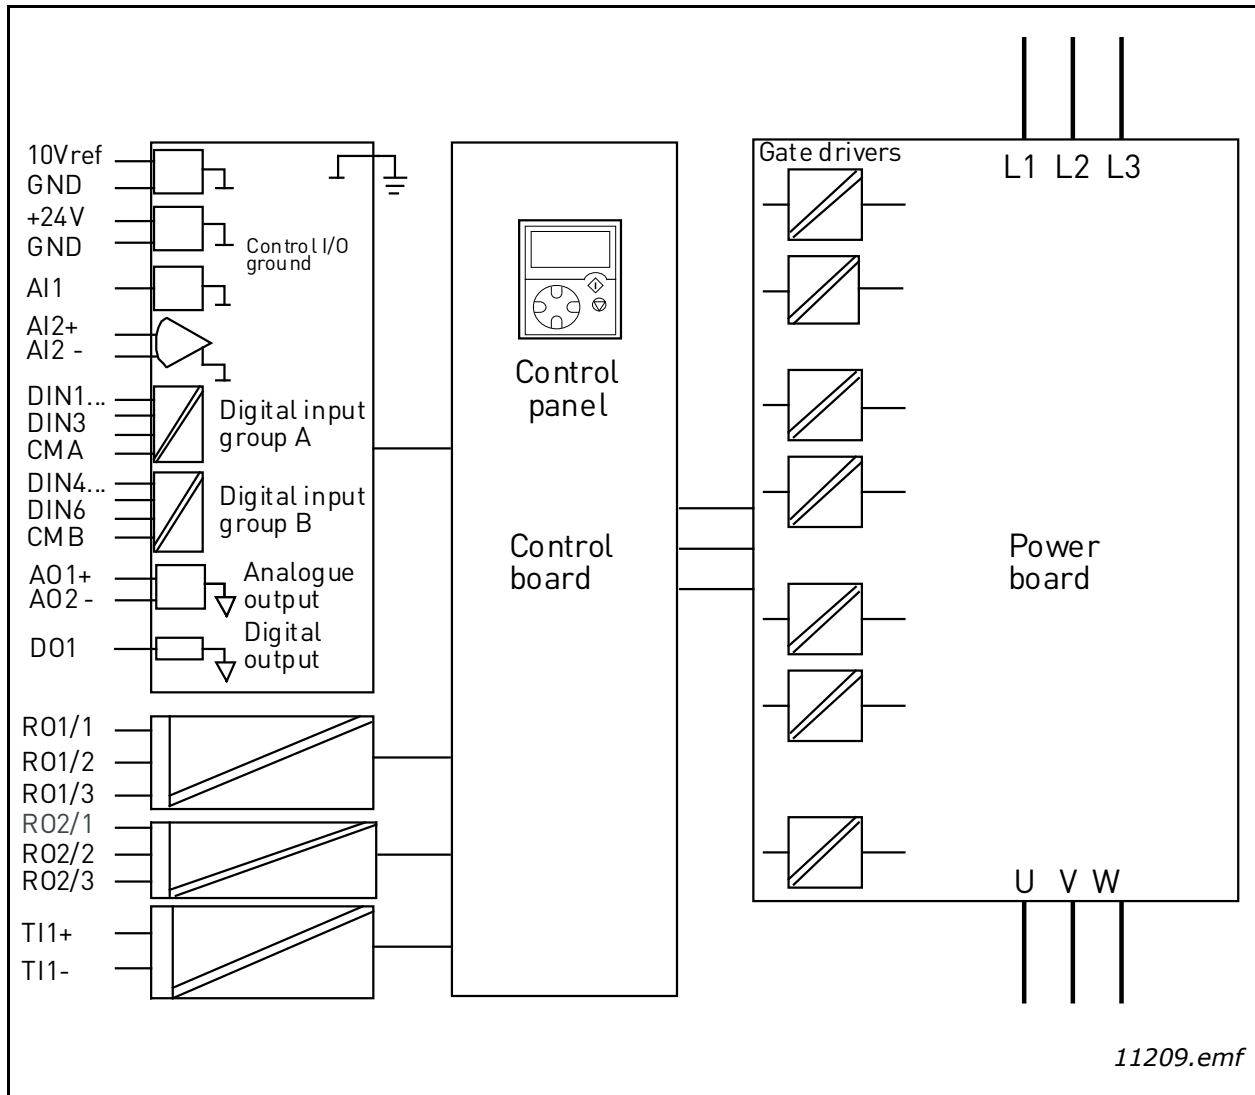 10Vref
GND
+24V
GND
Control I/O
ground
AI1
AI2+
AI2 -
DIN1...
DIN3
CMA
Digital input
group A
DIN4...
DIN6
CMB
Digital input
group B
AO1+
AO2 -
Analogue
output
DO1
Digital
output
RO1/1
RO1/2
RO1/3
RO2/1
RO2/2
RO2/3
TI1+
TI1-
Control
panel
Control
board
Gate drivers
L1 L2 L3
Power
board
U V W
11209.emf